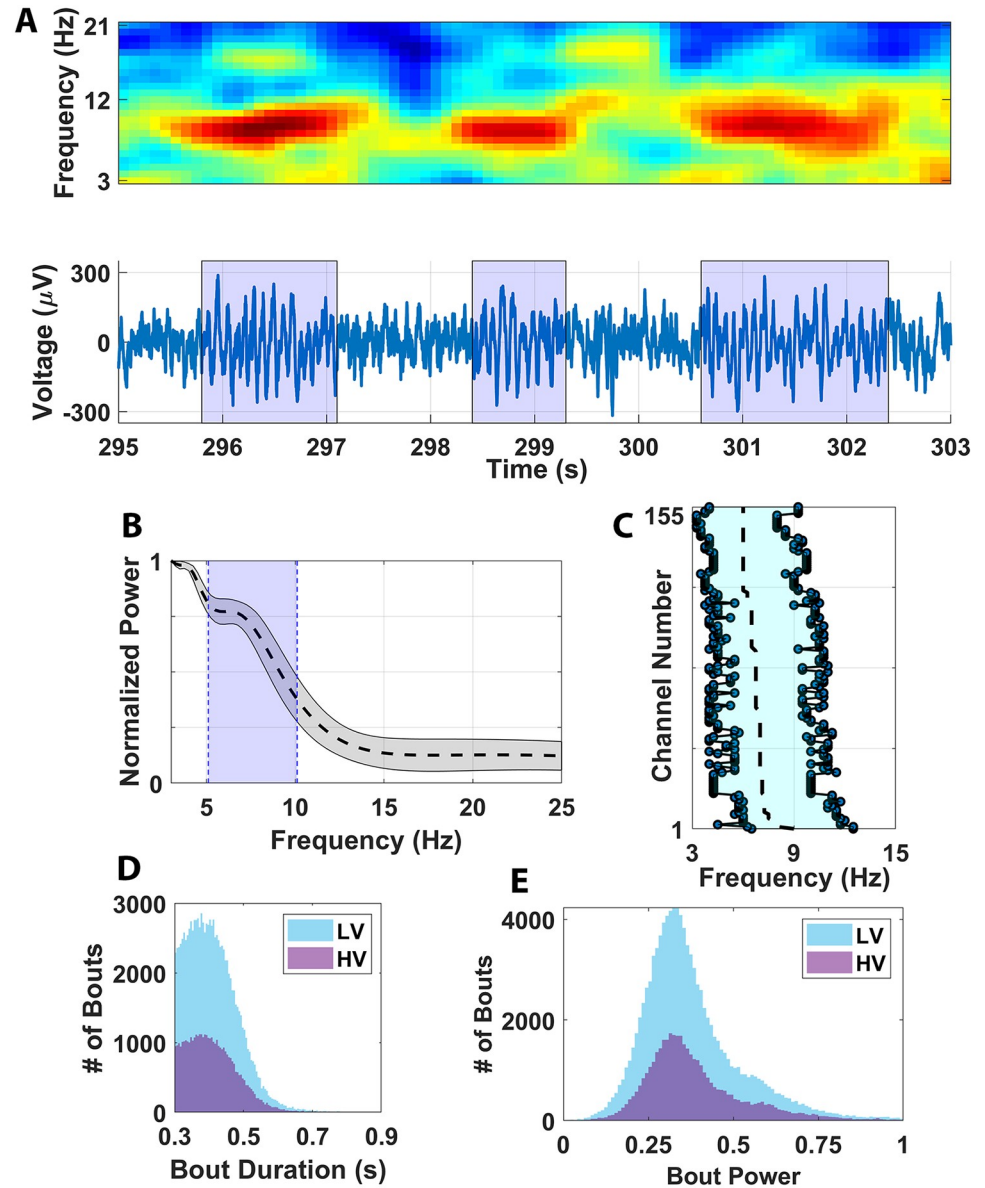 A
Frequency (Hz)
21
12
3
Voltage (μV)
300
0
-300
295 296 297 298 299 300 301 302 303
Time (s)
B
Normalized Power
1
0
5 10 15 20 25
Frequency (Hz)
C
Channel Number
155
1
3 9 15
Frequency (Hz)
D
# of Bouts
3000
2000
1000
0
LV
HV
0.3 0.5 0.7 0.9
Bout Duration (s)
E
# of Bouts
4000
2000
0
LV
HV
0 0.25 0.5 0.75 1
Bout Power